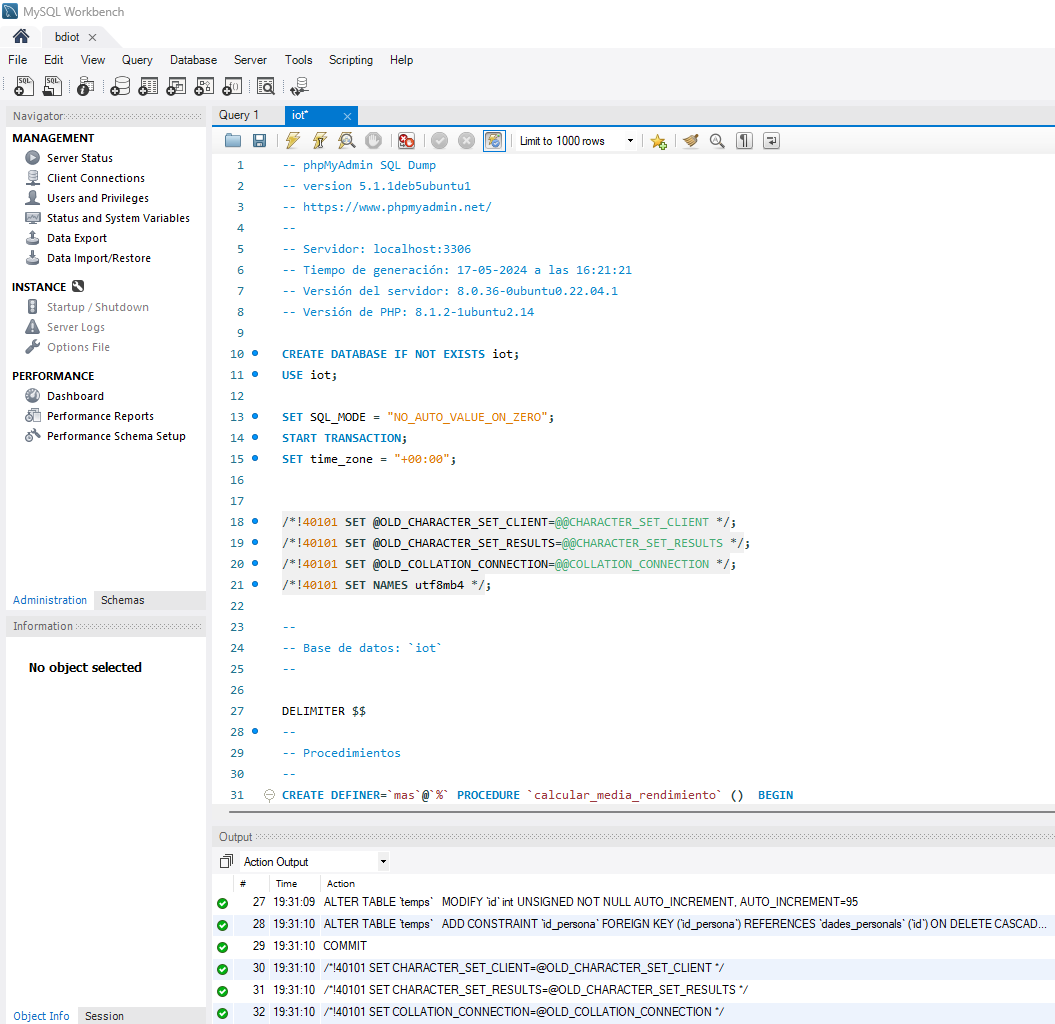 MySQL Workbench
bdiot
File Edit View Query Database Server Tools Scripting Help
Navigator
MANAGEMENT
Server Status
Client Connections
Users and Privileges
Status and System Variables
Data Export
Data Import/Restore
INSTANCE
Startup / Shutdown
Server Logs
Options File
PERFORMANCE
Dashboard
Performance Reports
Performance Schema Setup
Administration Schemas
Information
No object selected
Object Info Session
Query 1 iot*
Limit to 1000 rows
1 -- phpMyAdmin SQL Dump
2 -- version 5.1.1deb5ubuntu1
3 -- https://www.phpmyadmin.net/
4 --
5 -- Servidor: localhost:3306
6 -- Tiempo de generación: 17-05-2024 a las 16:21:21
7 -- Versión del servidor: 8.0.36-0ubuntu0.22.04.1
8 -- Versión de PHP: 8.1.2-1ubuntu2.14
9
10 CREATE DATABASE IF NOT EXISTS iot;
11 USE iot;
12
13 SET SQL_MODE = "NO_AUTO_VALUE_ON_ZERO";
14 START TRANSACTION;
15 SET time_zone = "+00:00";
16
17
18 /*!40101 SET @OLD_CHARACTER_SET_CLIENT=@@CHARACTER_SET_CLIENT */;
19 /*!40101 SET @OLD_CHARACTER_SET_RESULTS=@@CHARACTER_SET_RESULTS */;
20 /*!40101 SET @OLD_COLLATION_CONNECTION=@@COLLATION_CONNECTION */;
21 /*!40101 SET NAMES utf8mb4 */;
22
23 --
24 -- Base de datos: `iot`
25 --
26
27 DELIMITER $$
28 --
29 -- Procedimientos
30 --
31 CREATE DEFINER=`mas`@`%` PROCEDURE `calcular_media_rendimiento` () BEGIN
Output
Action Output
# Time Action
27 19:31:09 ALTER TABLE `temps` MODIFY `id` int UNSIGNED NOT NULL AUTO_INCREMENT, AUTO_INCREMENT=95
28 19:31:10 ALTER TABLE `temps` ADD CONSTRAINT `id_persona` FOREIGN KEY (`id_persona`) REFERENCES `dades_personals` (`id`) ON DELETE CASCAD...
29 19:31:10 COMMIT
30 19:31:10 /*!40101 SET CHARACTER_SET_CLIENT=@OLD_CHARACTER_SET_CLIENT */
31 19:31:10 /*!40101 SET CHARACTER_SET_RESULTS=@OLD_CHARACTER_SET_RESULTS */
32 19:31:10 /*!40101 SET COLLATION_CONNECTION=@OLD_COLLATION_CONNECTION */